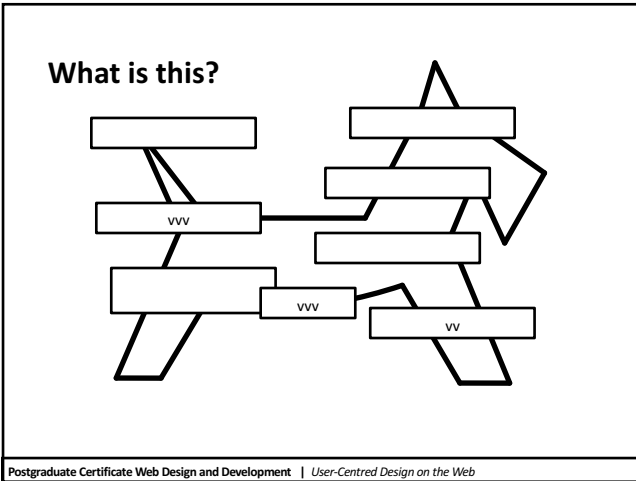 What is this?
vvv
vvv
vv
Postgraduate Certificate Web Design and Development | User-Centred Design on the Web